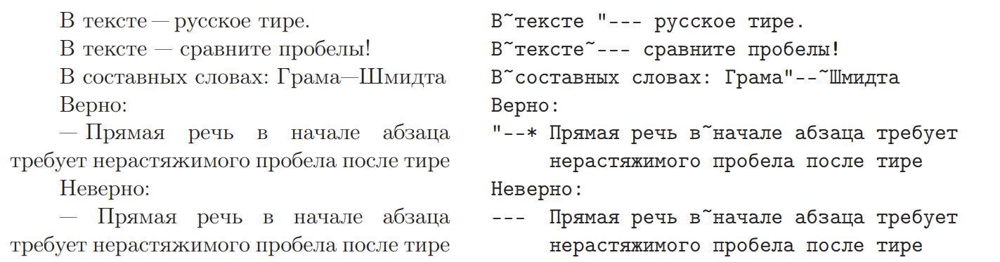 В тексте — русское тире.
В тексте — сравните пробелы!
В составных словах: Грама—Шмидта
Верно:
— Прямая речь в начале абзаца
требует нерастяжимого пробела после тире
Неверно:
— Прямая речь в начале абзаца
требует нерастяжимого пробела после тире
В~тексте "--- русское тире.
В~тексте~--- сравните пробелы!
В~составных словах: Грама"--~Шмидта
Верно:
"--* Прямая речь в~начале абзаца требует
нерастяжимого пробела после тире
Неверно:
--- Прямая речь в~начале абзаца требует
нерастяжимого пробела после тире